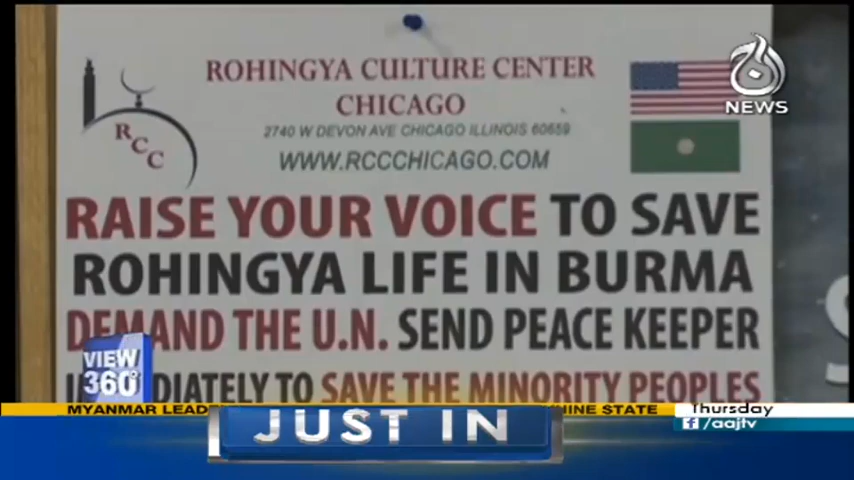 ROHINGYA CULTURE CENTER
CHICAGO
2740 W DEVON AVE CHICAGO ILLINOIS 60659
WWW.RCCCHICAGO.COM
RCC
NEWS
RAISE YOUR VOICE TO SAVE
ROHINGYA LIFE IN BURMA
DEMAND THE U.N. SEND PEACE KEEPER
DIATELY TO SAVE THE MINORITY PEOPLES
VIEW
360°
MYANMAR
STATE
JUST IN
Thursday
f/aajtv